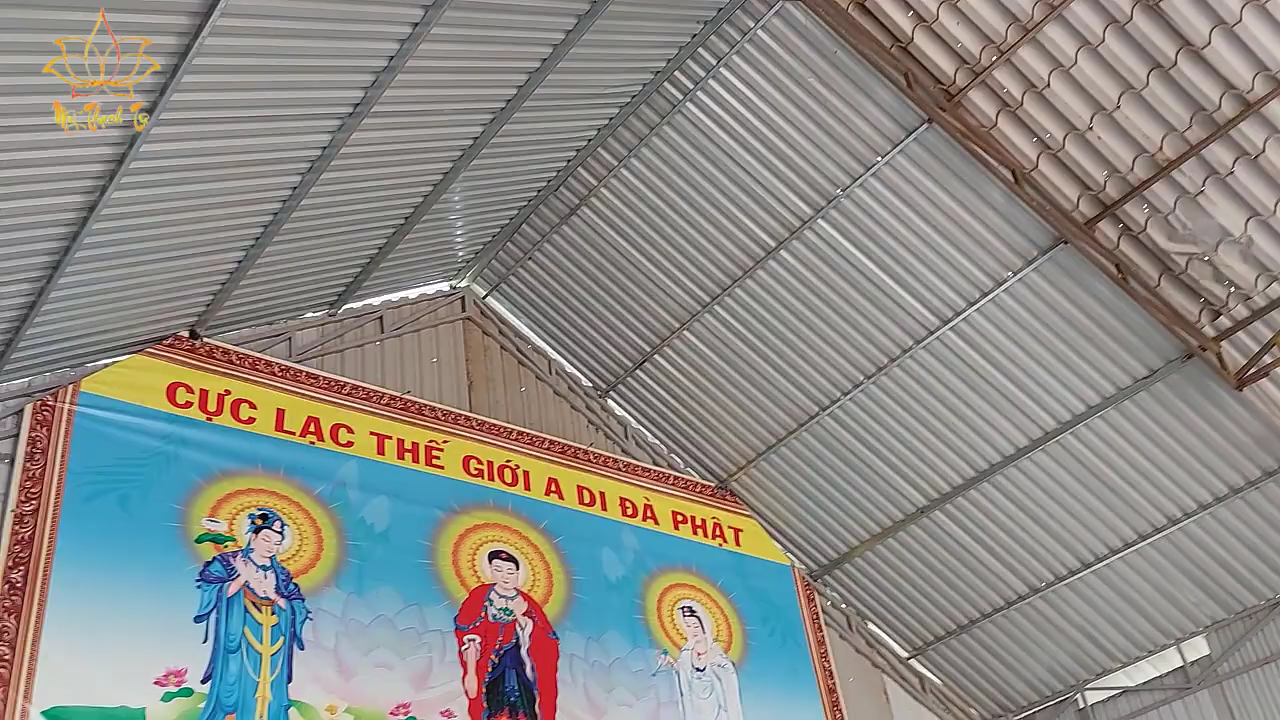 CỰC LẠC THẾ GIỚI A DI ĐÀ PHẬT